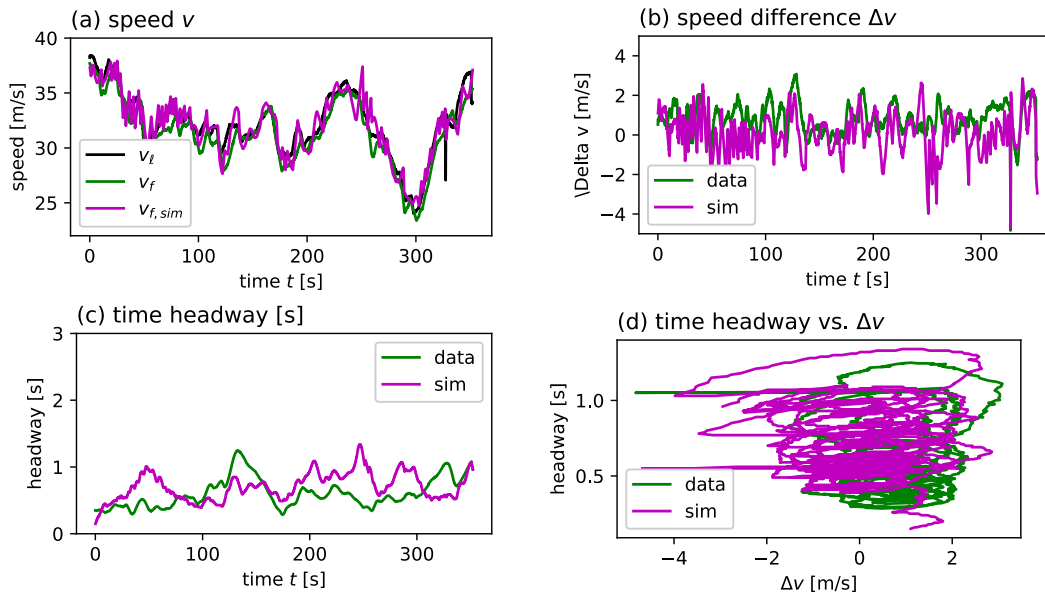 (a) speed v
40
35
30
25
speed [m/s]
vℓ
vf
vf,sim
0
100
200
300
time t [s]
(b) speed difference Δv
4
2
0
−2
−4
\Delta v [m/s]
data
sim
0
100
200
300
time t [s]
(c) time headway [s]
3
2
1
0
headway [s]
data
sim
0
100
200
300
time t [s]
(d) time headway vs. Δv
1.0
0.5
headway [s]
data
sim
−4
−2
0
2
Δv [m/s]